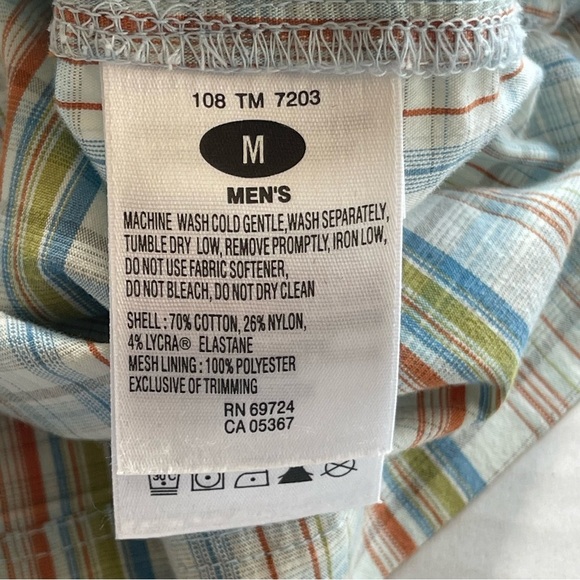 108 TM 7203
M
MEN'S
MACHINE WASH COLD GENTLE, WASH SEPARATELY,
TUMBLE DRY LOW, REMOVE PROMPTLY, IRON LOW,
DO NOT USE FABRIC SOFTENER,
DO NOT BLEACH, DO NOT DRY CLEAN
SHELL : 70% COTTON, 26% NYLON,
4% LYCRA® ELASTANE
MESH LINING : 100% POLYESTER
EXCLUSIVE OF TRIMMING
RN 69724
CA 05367